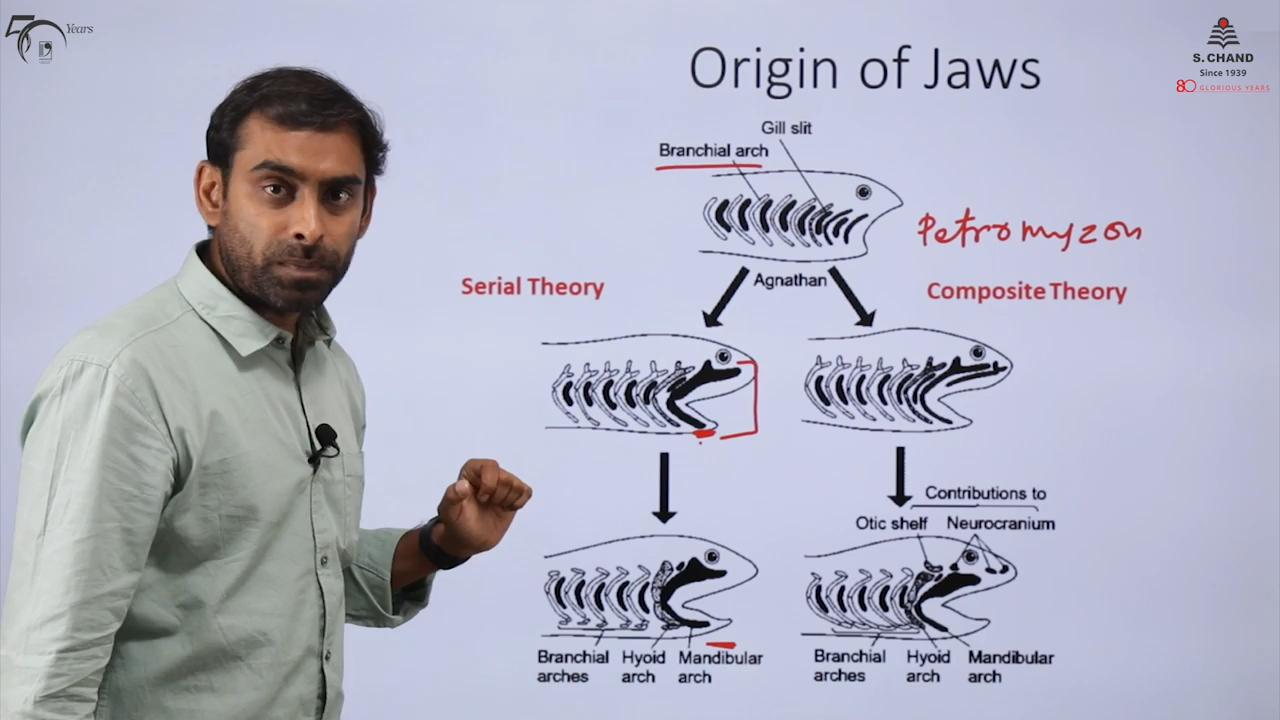 50 Years
S. CHAND
Since 1939
80 GLORIOUS YEARS
Origin of Jaws
Gill slit
Branchial arch
Petromyzon
Agnathan
Serial Theory
Composite Theory
Contributions to
Otic shelf Neurocranium
Branchial arches
Hyoid arch
Mandibular arch
Branchial arches
Hyoid arch
Mandibular arch